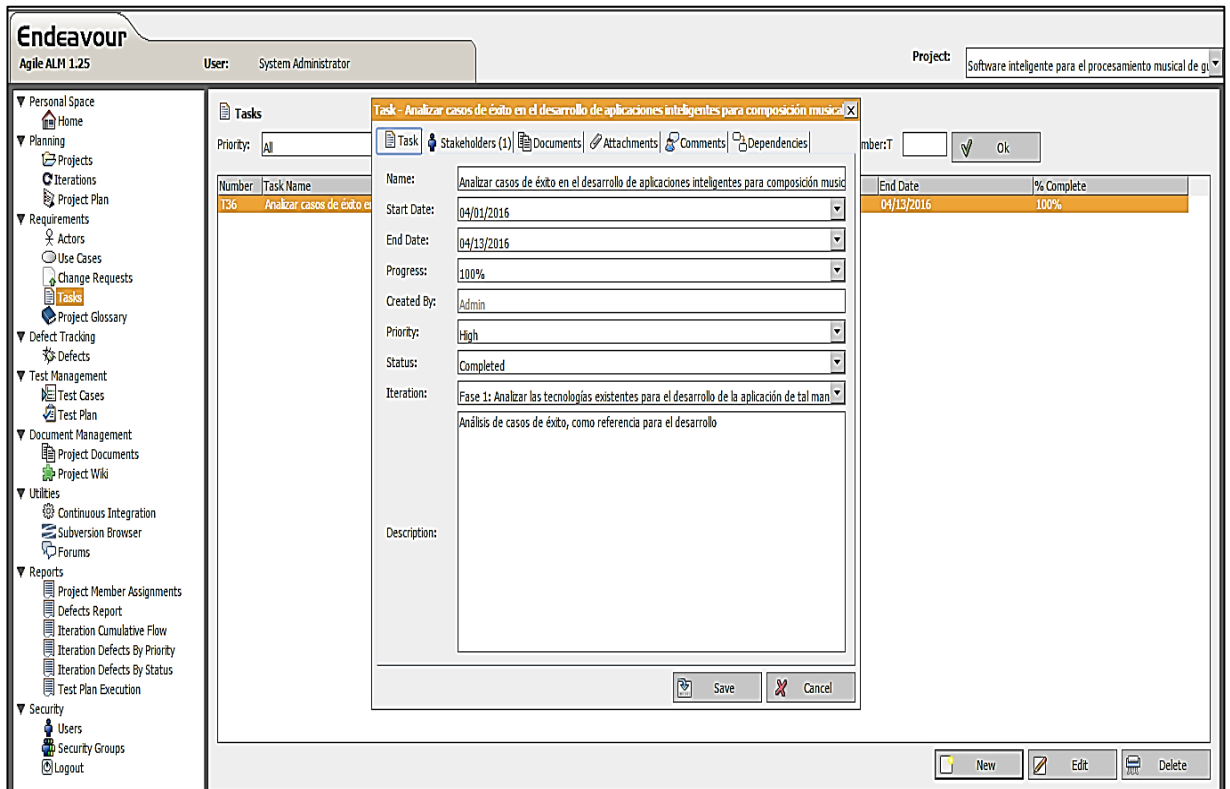 Endeavour
Agile ALM 1.25
User: System Administrator
Project: Software inteligente para el procesamiento musical de
Personal Space
Home
Planning
Projects
Iterations
Project Plan
Requirements
Actors
Use Cases
Change Requests
Tasks
Project Glossary
Defect Tracking
Defects
Test Management
Test Cases
Test Plan
Document Management
Project Documents
Project Wiki
Utilities
Continuous Integration
Subversion Browser
Forums
Reports
Project Member Assignments
Defects Report
Iteration Cumulative Flow
Iteration Defects By Priority
Iteration Defects By Status
Test Plan Execution
Security
Users
Security Groups
Logout
Tasks
Priority: All
mber:T Ok
Number Task Name End Date % Complete
T36 Analizar casos de éxito e 04/13/2016 100%
Task - Analizar casos de éxito en el desarrollo de aplicaciones inteligentes para composición musica X
Task Stakeholders (1) Documents Attachments Comments Dependencies
Name: Analizar casos de éxito en el desarrollo de aplicaciones inteligentes para composición music
Start Date: 04/01/2016
End Date: 04/13/2016
Progress: 100%
Created By: Admin
Priority: High
Status: Completed
Iteration: Fase 1: Analizar las tecnologías existentes para el desarrollo de la aplicación de tal man
Description: Análisis de casos de éxito, como referencia para el desarrollo
Save Cancel
New Edit Delete